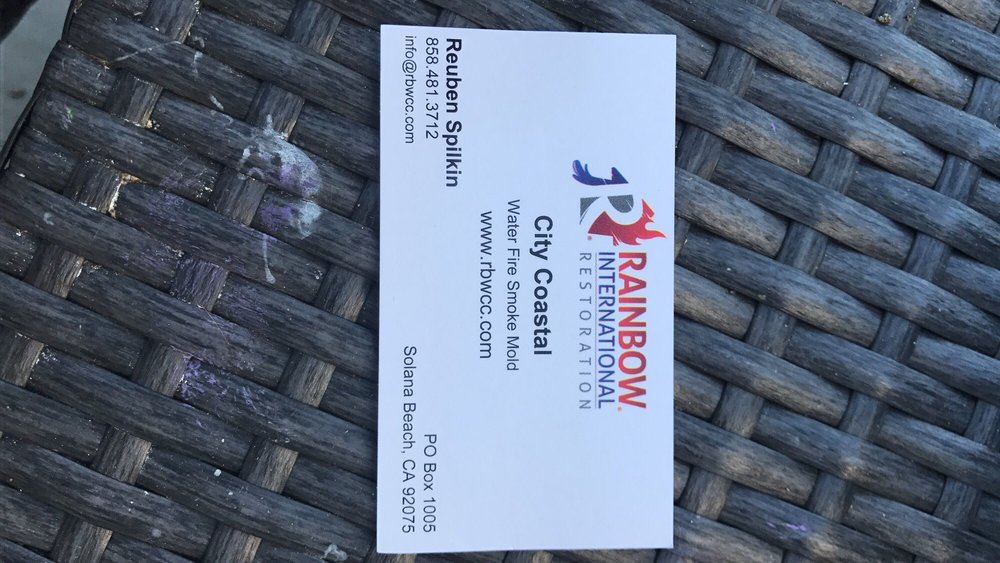 RAINBOW
INTERNATIONAL
RESTORATION
City Coastal
Water Fire Smoke Mold
www.rbwcc.com
Reuben Spilkin
858.481.3712
info@rbwcc.com
PO Box 1005
Solana Beach, CA 92075